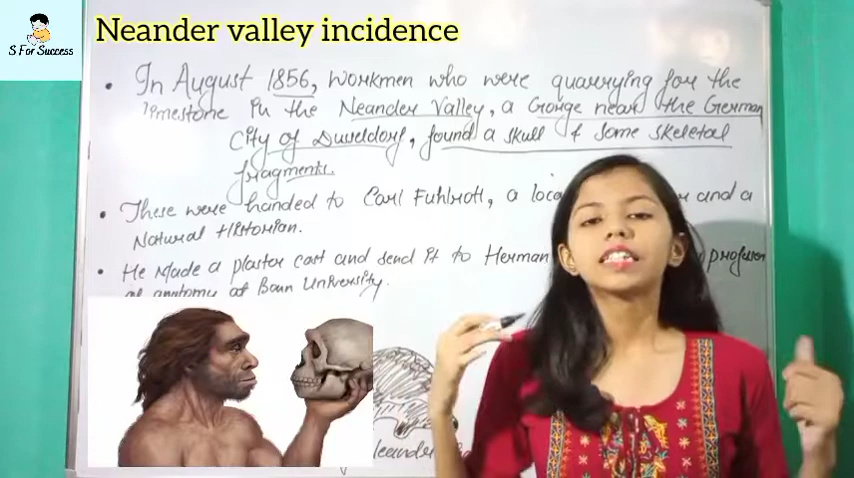 S For Success
Neander valley incidence
• In August 1856, workmen who were quarrying for the
limestone in the Neander Valley, a Gorge near the German
City of Duseldorf, found a skull & some skeletal
fragments.
• These were handed to Carl Fuhlrott, a and a
Natural Historian.
• He Made a plaster cast and send it to Herman professor
of anatomy at Bonn University.